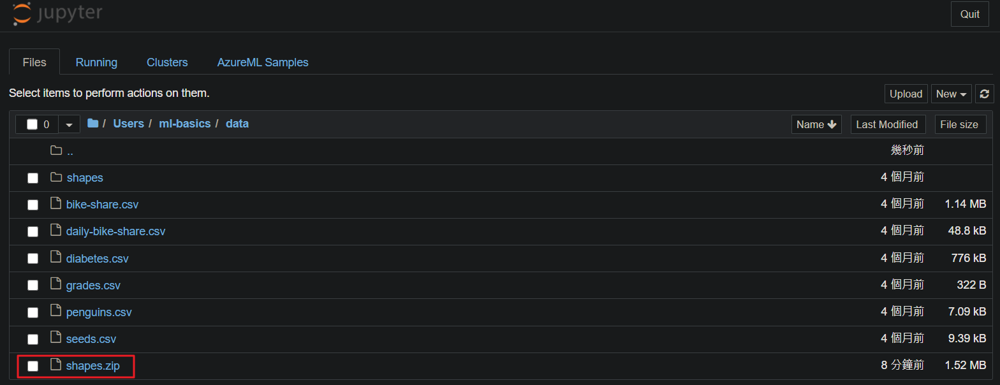 jupyter Quit
Files Running Clusters AzureML Samples
Select items to perform actions on them. Upload New
0 / Users / ml-basics / data Name Last Modified File size
.. 幾秒前
shapes 4 個月前
bike-share.csv 4 個月前 1.14 MB
daily-bike-share.csv 4 個月前 48.8 kB
diabetes.csv 4 個月前 776 kB
grades.csv 4 個月前 322 B
penguins.csv 4 個月前 7.09 kB
seeds.csv 4 個月前 9.39 kB
shapes.zip 8 分鐘前 1.52 MB